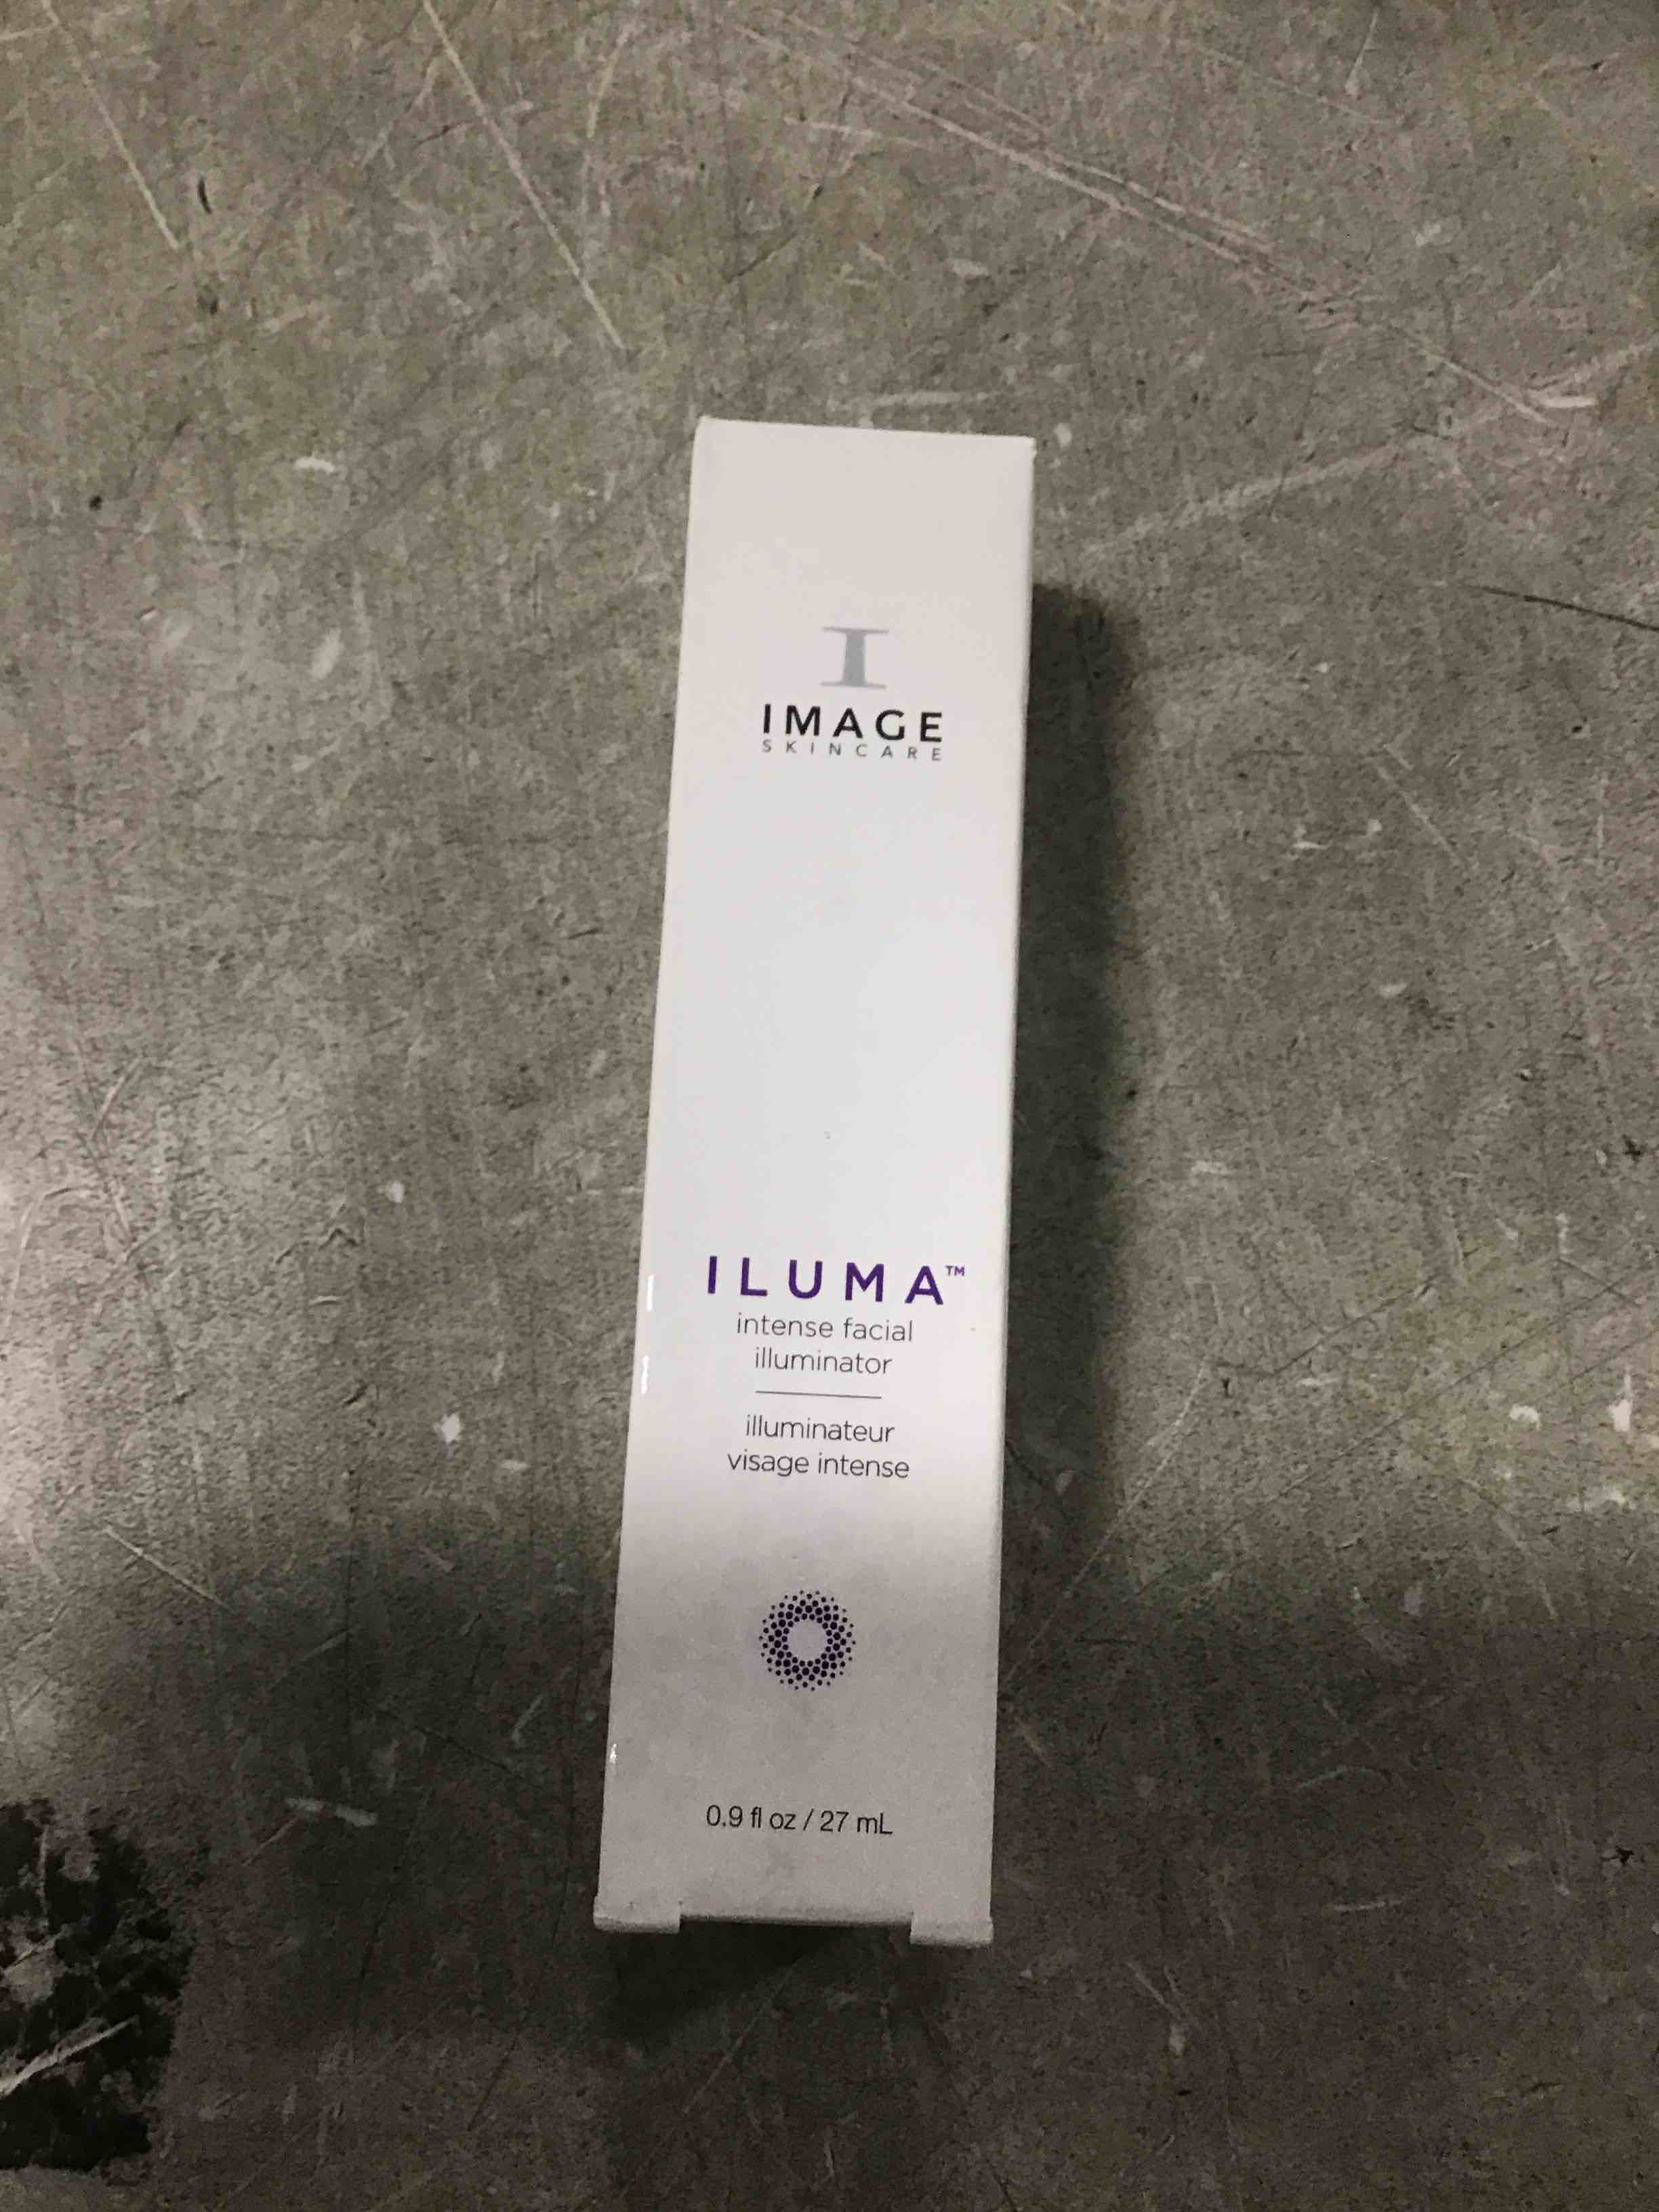 I
IMAGE
SKINCARE
ILUMA™
intense facial
illuminator
illuminateur
visage intense
0.9 fl oz / 27 mL